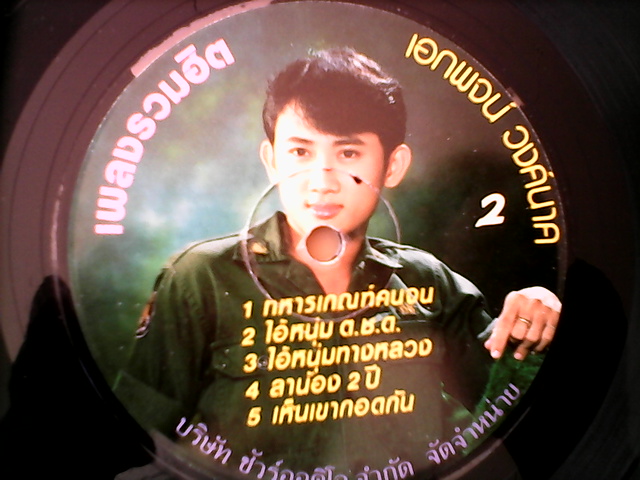 เพลงรวมฮิต
เอกพจน์ วงศ์นาค
2
1 ทหารเกณฑ์คนจน
2 ไอ้หนุ่ม ต.ช.ด.
3 ไอ้หนุ่มทางหลวง
4 ลาน้อง 2 ปี
5 เห็นเขากอดกัน
บริษัท จำกัด จัดจำหน่าย